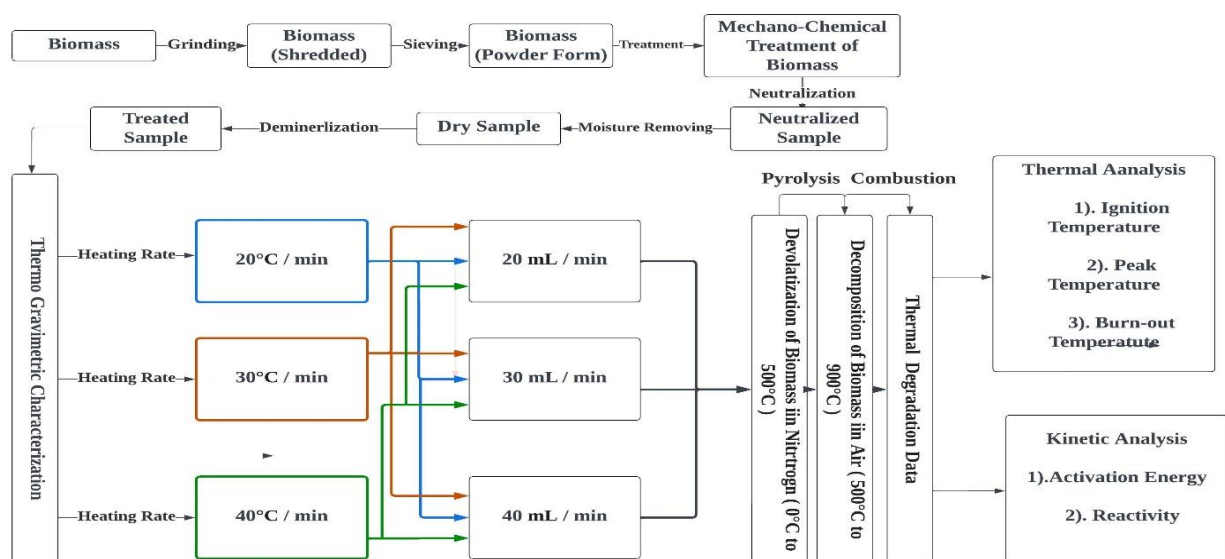 Biomass
Grinding
Biomass
(Shredded)
Sieving
Biomass
(Powder Form)
Treatment
Mechano-Chemical
Treatment of
Biomass
Neutralization
Neutralized
Sample
Moisture Removing
Dry Sample
Deminerlization
Treated
Sample
Thermo Gravimetric Characterization
Heating Rate
20°C / min
20 mL / min
Heating Rate
30°C / min
30 mL / min
Heating Rate
40°C / min
40 mL / min
Pyrolysis Combustion
Devolatization of Biomass iin Nitrtrogn ( 0°C to
500°C )
Decomposition of Biomass iin Air ( 500°C to
900°C )
Thermal Degradation Data
Thermal Aanalysis
1). Ignition
Temperature
2). Peak
Temperature
3). Burn-out
Temperatute
Kinetic Analysis
1).Activation Energy
2). Reactivity